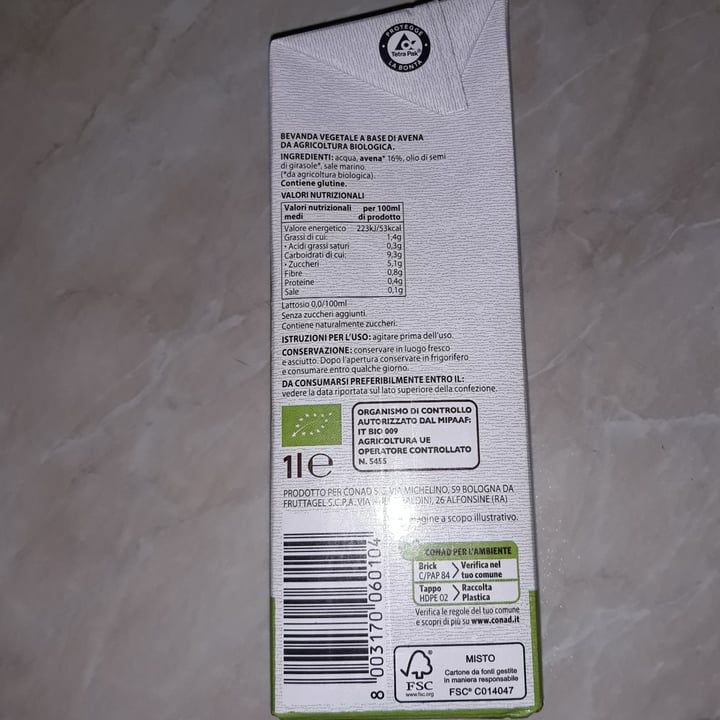 PROTEGGE
Tetra Pak®
LA BONTÀ
BEVANDA VEGETALE A BASE DI AVENA
DA AGRICOLTURA BIOLOGICA.
INGREDIENTI: acqua, avena* 16%, olio di semi
di girasole*, sale marino.
(*da agricoltura biologica).
Contiene glutine.
VALORI NUTRIZIONALI
Valori nutrizionali per 100ml
medi di prodotto
Valore energetico 223kJ/53kcal
Grassi di cui: 1,4g
• Acidi grassi saturi 0,3g
Carboidrati di cui: 9,3g
• Zuccheri 5,1g
Fibre 0,8g
Proteine 0,4g
Sale 0,1g
Lattosio 0,0/100ml
Senza zuccheri aggiunti.
Contiene naturalmente zuccheri.
ISTRUZIONI PER L'USO: agitare prima dell'uso.
CONSERVAZIONE: conservare in luogo fresco
e asciutto. Dopo l'apertura conservare in frigorifero
e consumare entro qualche giorno.
DA CONSUMARSI PREFERIBILMENTE ENTRO IL:
vedere la data riportata sul lato superiore della confezione.
ORGANISMO DI CONTROLLO
AUTORIZZATO DAL MIPAAF:
IT BIO 009
AGRICOLTURA UE
OPERATORE CONTROLLATO
N. 5455
1l e
PRODOTTO PER CONAD VIA MICHELINO, 59 BOLOGNA DA
FRUTTAGEL S.C.P.A. VIA 26 ALFONSINE (RA)
a scopo illustrativo.
CONAD PER L'AMBIENTE
Brick Verifica nel
C/PAP 84 tuo comune
Tappo Raccolta
HDPE 02 Plastica
Verifica le regole del tuo comune
e scopri di più su www.conad.it
8 003170 060104
FSC
www.fsc.org
MISTO
Cartone da fonti gestite
in maniera responsabile
FSC® C014047